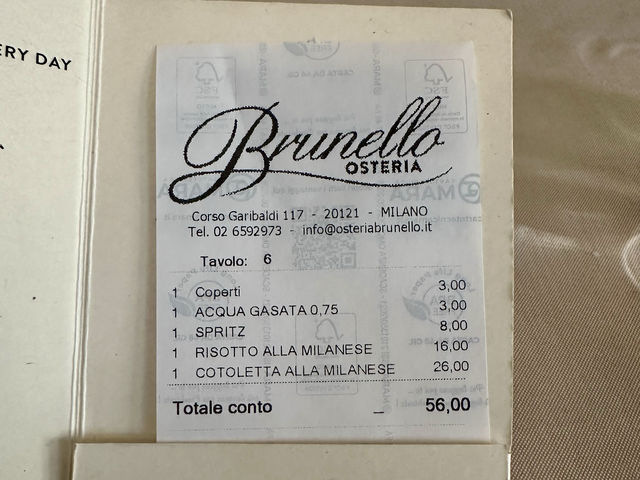 ERY DAY
Brunello
OSTERIA
Corso Garibaldi 117 - 20121 - MILANO
Tel. 02 6592973 - info@osteriabrunello.it
Tavolo: 6
1 Coperti 3,00
1 ACQUA GASATA 0,75 3,00
1 SPRITZ 8,00
1 RISOTTO ALLA MILANESE 16,00
1 COTOLETTA ALLA MILANESE 26,00
Totale conto _ 56,00